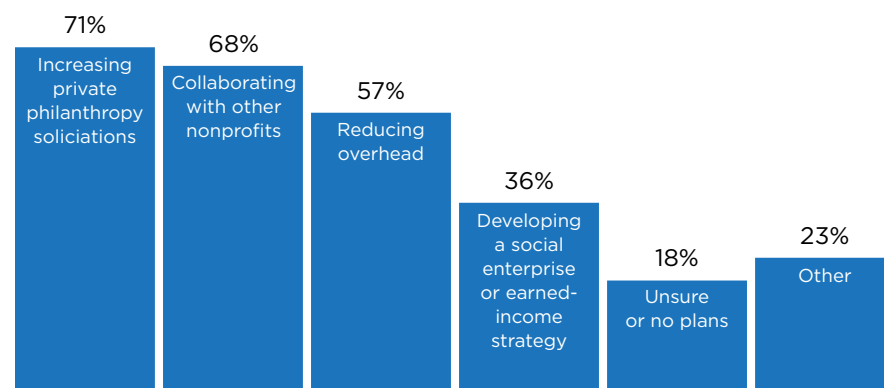 71%
Increasing
private
philanthropy
soliciations
68%
Collaborating
with other
nonprofits
57%
Reducing
overhead
36%
Developing
a social
enterprise
or earned-
income
strategy
18%
Unsure
or no plans
23%
Other